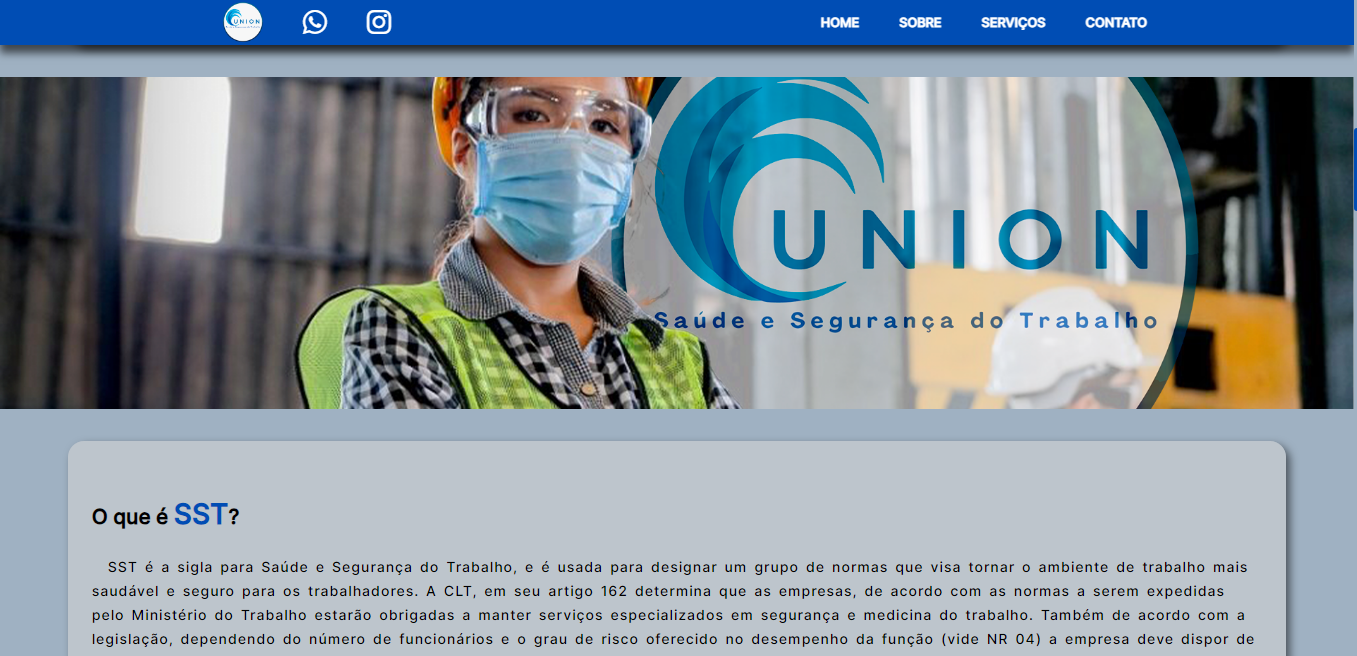 UNION
HOME SOBRE SERVIÇOS CONTATO
UNION
Saúde e Segurança do Trabalho
O que é SST?
SST é a sigla para Saúde e Segurança do Trabalho, e é usada para designar um grupo de normas que visa tornar o ambiente de trabalho mais
saudável e seguro para os trabalhadores. A CLT, em seu artigo 162 determina que as empresas, de acordo com as normas a serem expedidas
pelo Ministério do Trabalho estarão obrigadas a manter serviços especializados em segurança e medicina do trabalho. Também de acordo com a
legislação, dependendo do número de funcionários e o grau de risco oferecido no desempenho da função (vide NR 04) a empresa deve dispor de